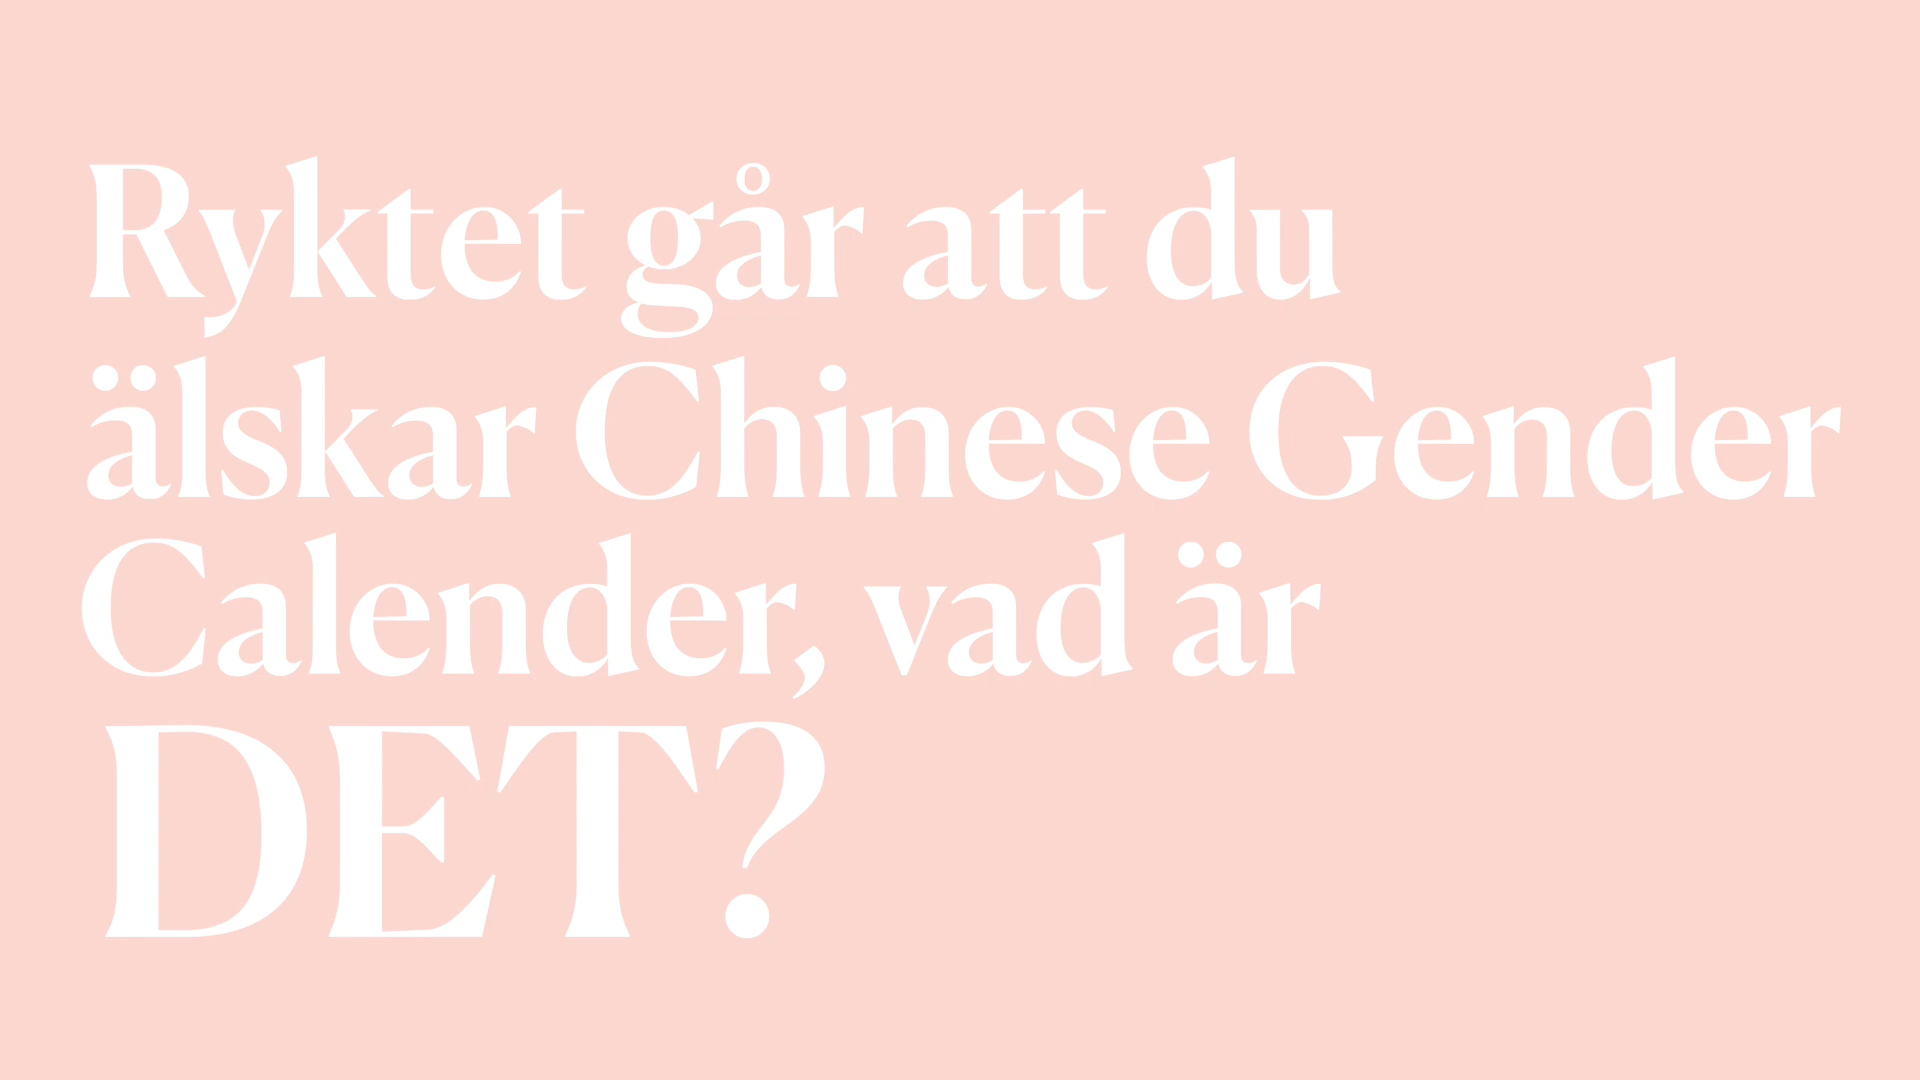 Ryktet går att du
älskar Chinese Gender
Calender, vad är
DET?